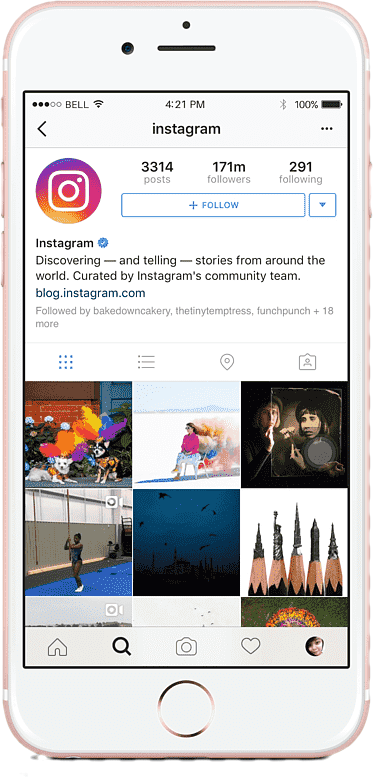 BELL 4:21 PM 100%
instagram
3314 171m 291
posts followers following
+ FOLLOW
Instagram
Discovering — and telling — stories from around the
world. Curated by Instagram's community team.
blog.instagram.com
Followed by bakedowncakery, thetinytemptress, funchpunch + 18
more